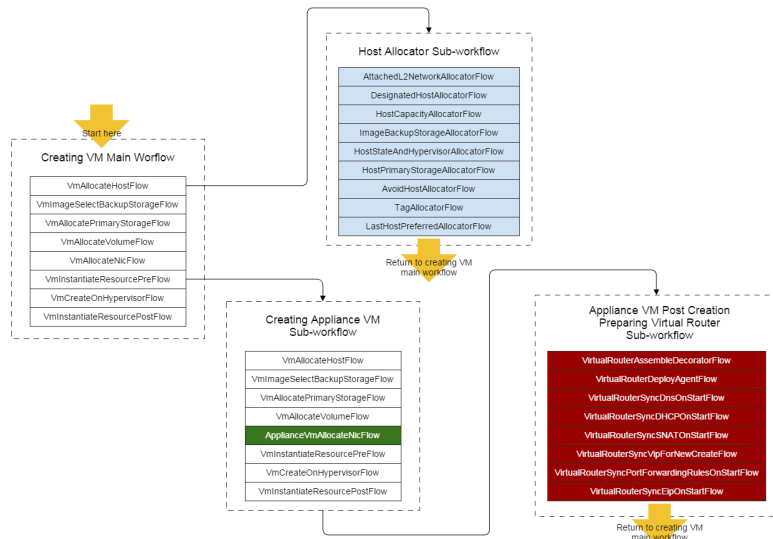 Start here
Creating VM Main Worflow
VmAllocateHostFlow
VmImageSelectBackupStorageFlow
VmAllocatePrimaryStorageFlow
VmAllocateVolumeFlow
VmAllocateNicFlow
VmInstantiateResourcePreFlow
VmCreateOnHypervisorFlow
VmInstantiateResourcePostFlow
Host Allocator Sub-workflow
AttachedL2NetworkAllocatorFlow
DesignatedHostAllocatorFlow
HostCapacityAllocatorFlow
ImageBackupStorageAllocatorFlow
HostStateAndHypervisorAllocatorFlow
HostPrimaryStorageAllocatorFlow
AvoidHostAllocatorFlow
TagAllocatorFlow
LastHostPreferredAllocatorFlow
Return to creating VM
main workflow
Creating Appliance VM
Sub-workflow
VmAllocateHostFlow
VmImageSelectBackupStorageFlow
VmAllocatePrimaryStorageFlow
VmAllocateVolumeFlow
ApplianceVmAllocateNicFlow
VmInstantiateResourcePreFlow
VmCreateOnHypervisorFlow
VmInstantiateResourcePostFlow
Appliance VM Post Creation
Preparing Virtual Router
Sub-workflow
VirtualRouterAssembleDecoratorFlow
VirtualRouterDeployAgentFlow
VirtualRouterSyncDnsOnStartFlow
VirtualRouterSyncDHCPOnStartFlow
VirtualRouterSyncSNATOnStartFlow
VirtualRouterSyncVipForNewCreateFlow
VirtualRouterSyncPortForwardingRulesOnStartFlow
VirtualRouterSyncEipOnStartFlow
Return to creating VM
main workflow